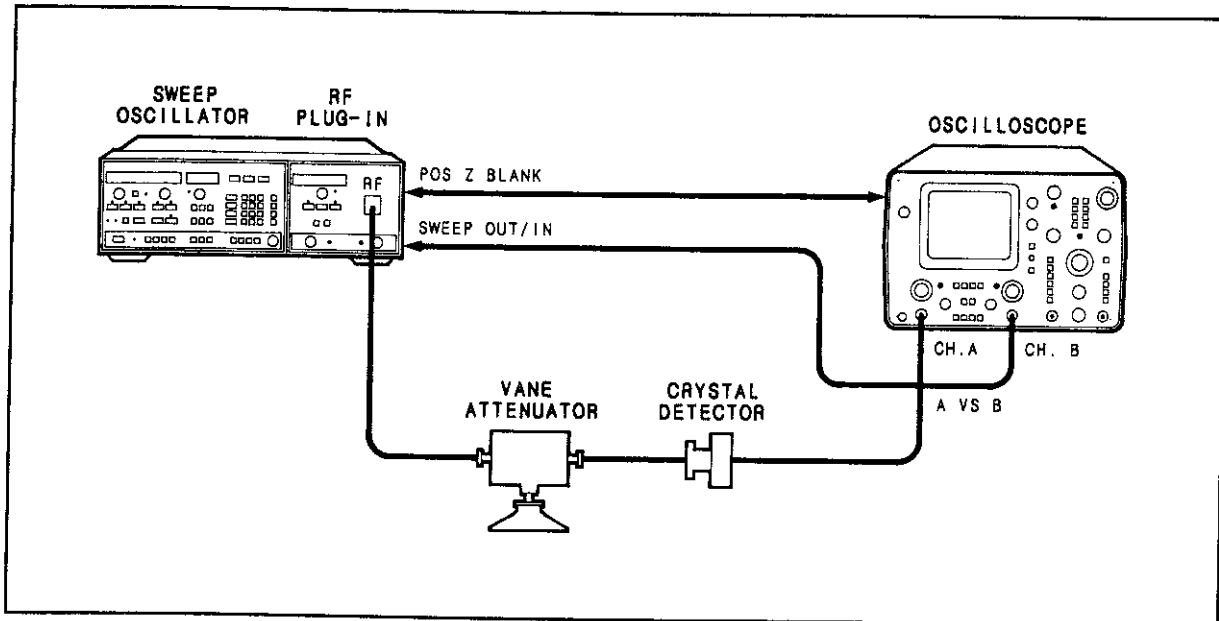 SWEEP
OSCILLATOR
RF
PLUG-IN
OSCILLOSCOPE
RF
POS Z BLANK
SWEEP OUT/IN
CH.A
CH. B
A VS B
VANE
ATTENUATOR
CRYSTAL
DETECTOR